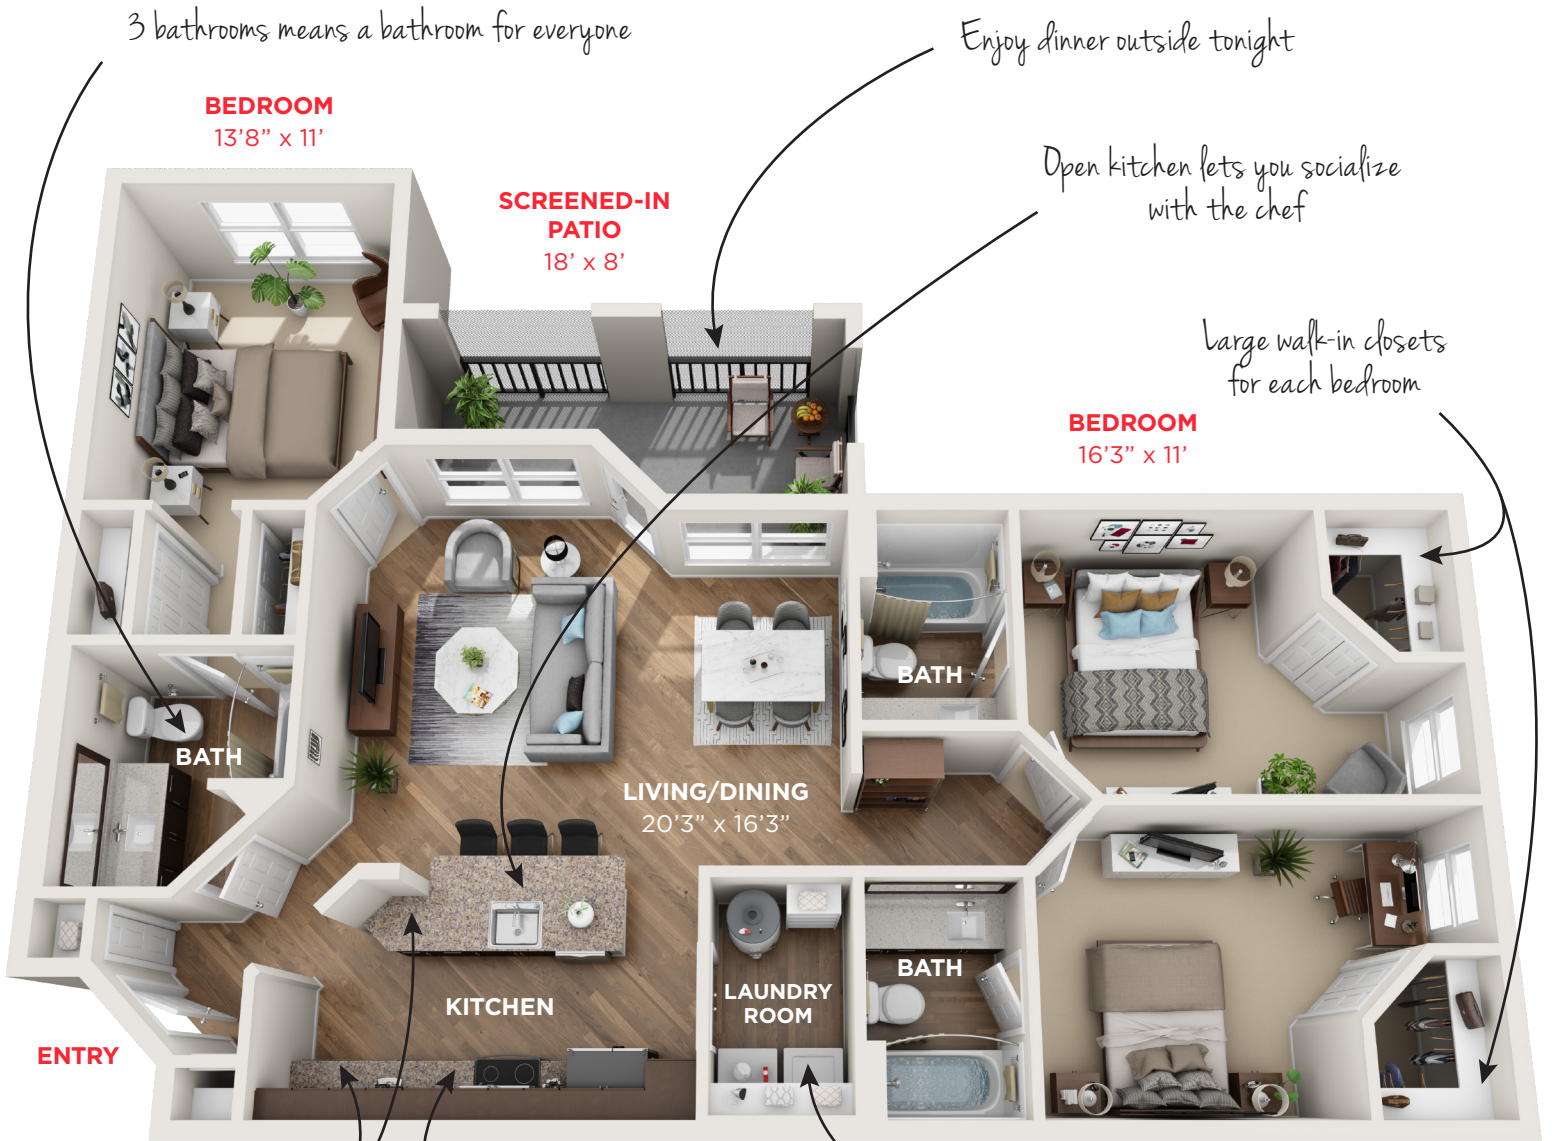 3 bathrooms means a bathroom for everyone
Enjoy dinner outside tonight
BEDROOM
13'8” x 11’
Open kitchen lets you socialize
with the chef
SCREENED-IN
PATIO
18’ x 8’
Large walk-in closets
for each bedroom
BEDROOM
16’3” x 11’
BATH
BATH
LIVING/DINING
20’3” x 16’3”
BATH
LAUNDRY
ROOM
KITCHEN
ENTRY